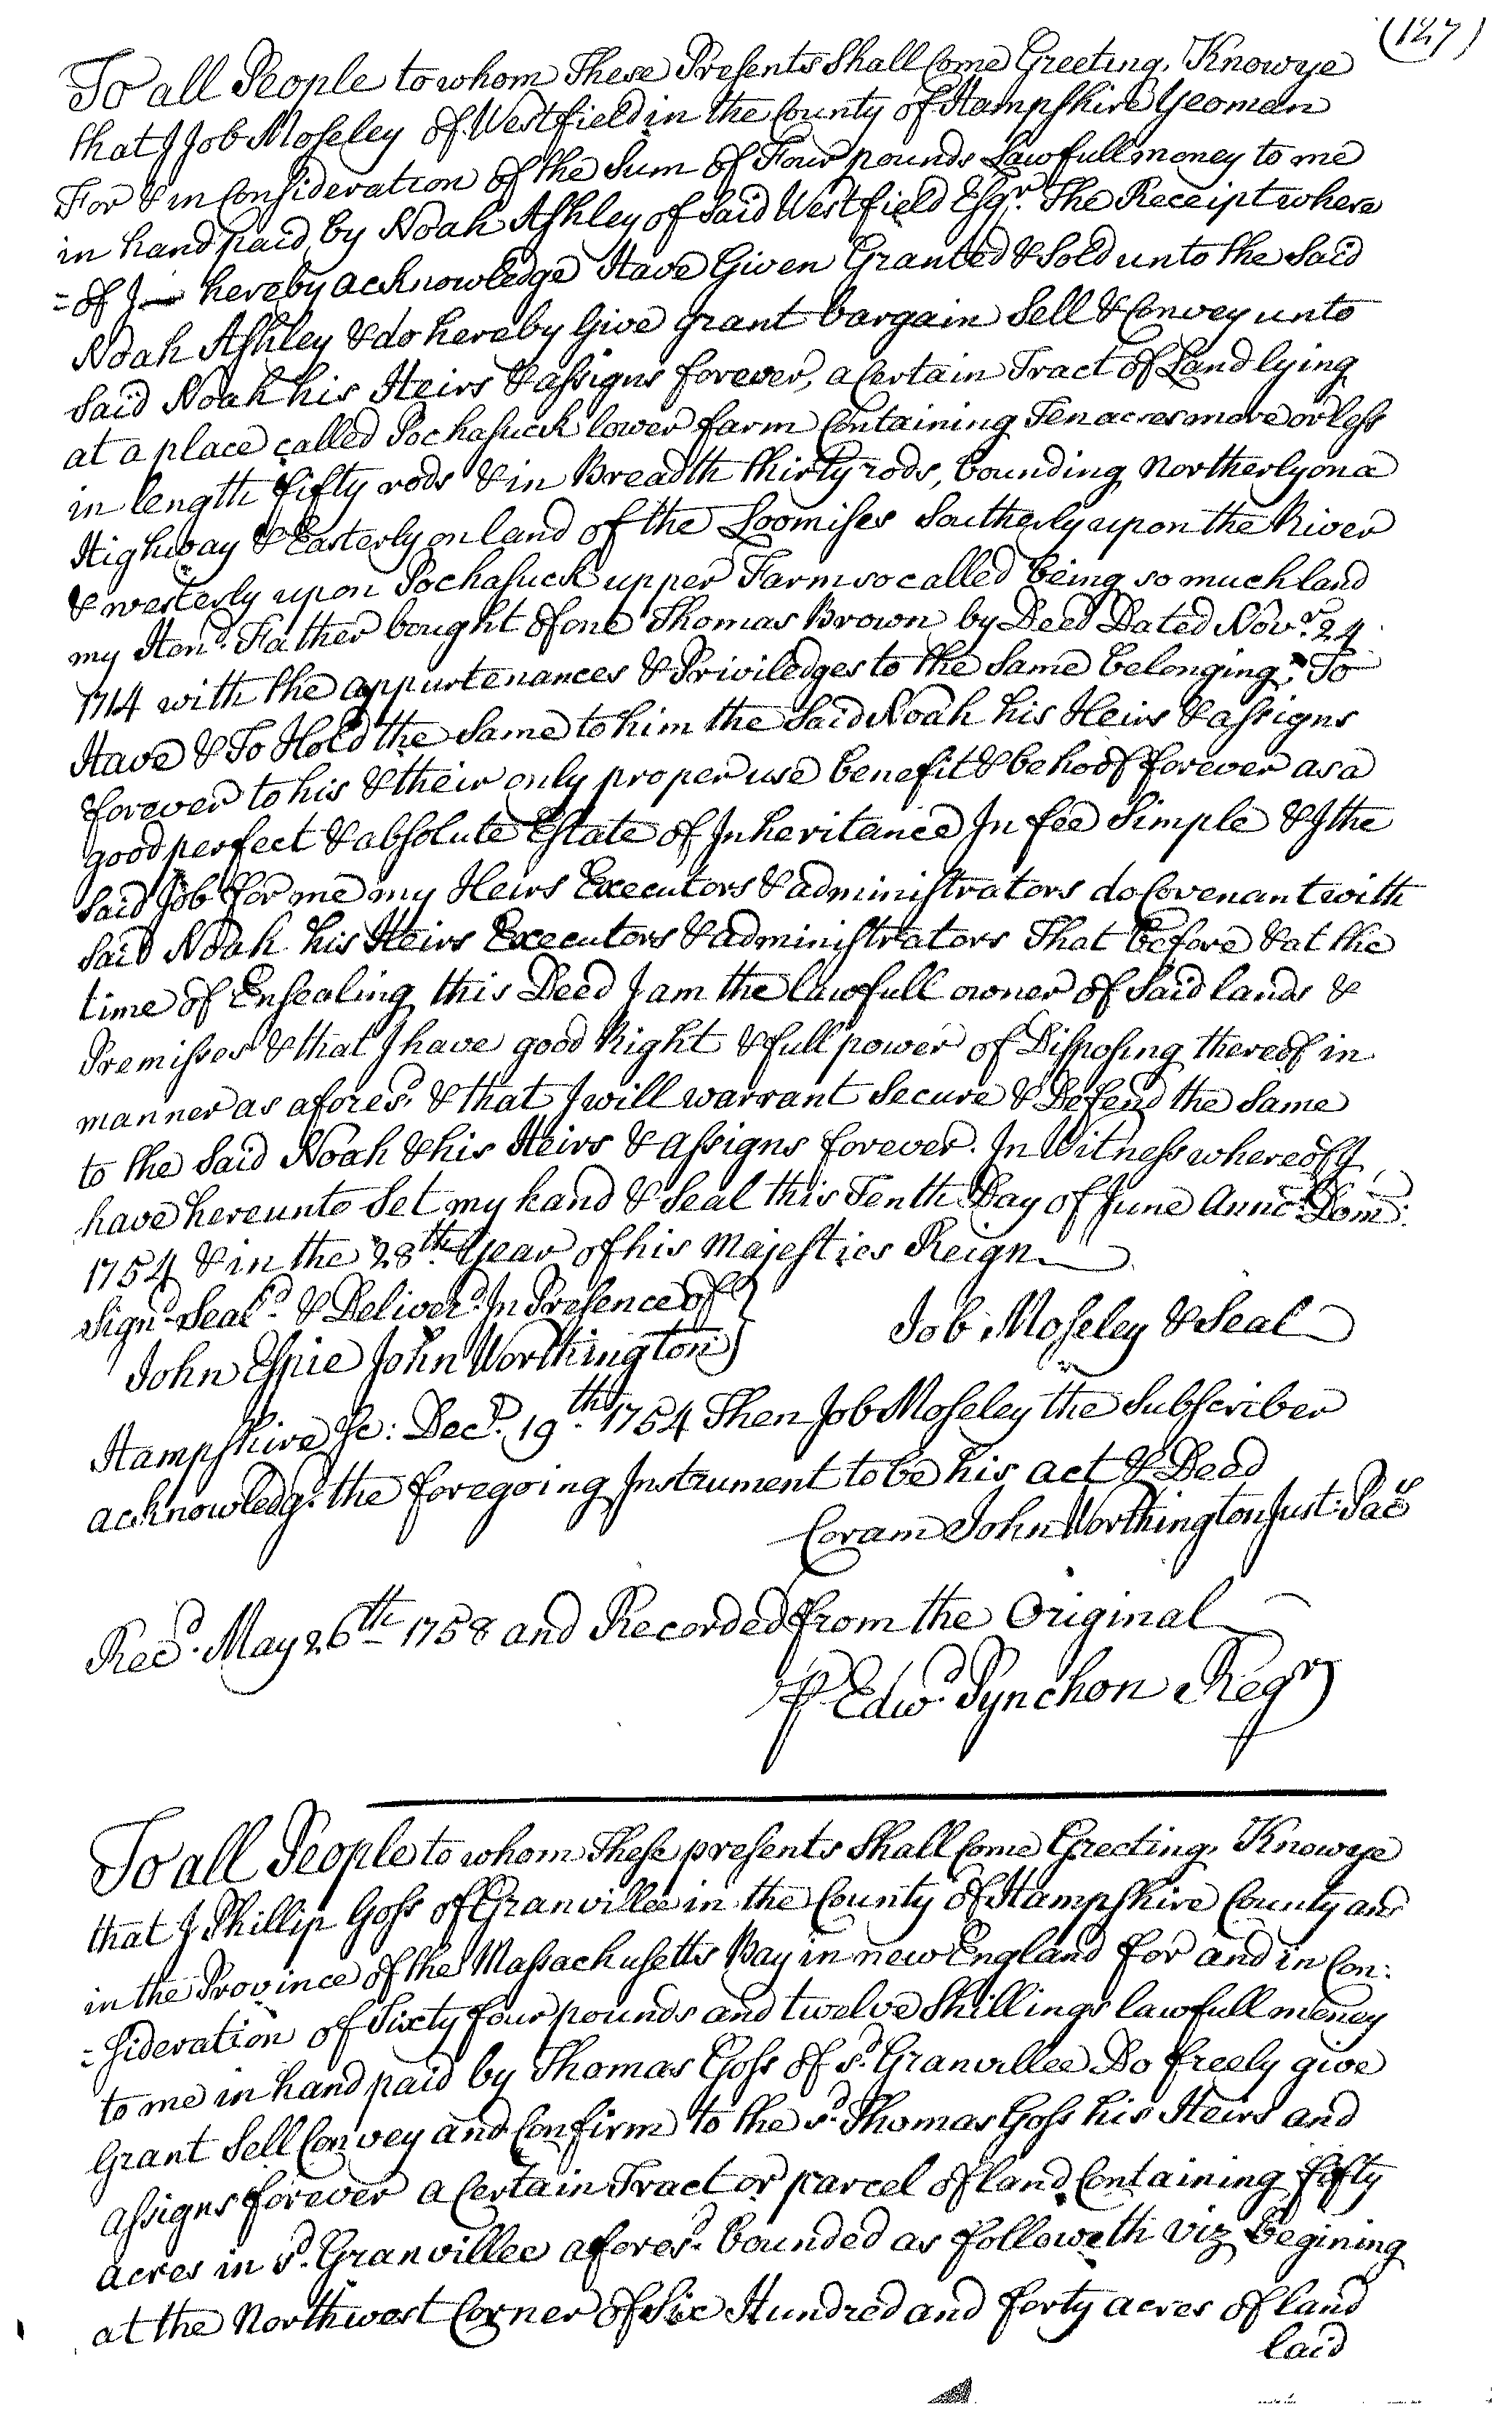 (127)
To all People to whom These Presents Shall Come Greeting. Know ye
that I Job Moseley of Westfield in the County of Hampshire Yeoman
For & in Consideration of the Sum of Four pounds Lawfull money to me
in hand paid by Noah Ashley of Said Westfield Esqr. The Receipt where
=of I hereby acknowledge Have Given Granted & Sold unto the Said
Noah Ashley & do hereby Give grant bargain Sell & Convey unto
Said Noah his Heirs & assigns forever, a Certain Tract of Land lying
at a place called Pochasuck lower farm Containing Ten acres more or less
in length fifty rods & in Breadth thirty rods, bounding Northerly on a
Highway & Easterly on land of the Loomises Southerly upon the River
& westerly upon Pochasuck upper Farm so called being so much land
my Hond. Father bought of one Thomas Brown by Deed Dated Novr. 24
1714 with the appurtenances & Priviledges to the Same belonging. To
Have & To Hold the Same to him the Said Noah his Heirs & assigns
forever to his & their only proper use benefit & behoof forever as a
good perfect & absolute Estate of Inheritance In fee Simple & I the
Said Job for me my Heirs Executors & administrators do Covenant with
Said Noah his Heirs Executors & administrators That before & at the
time of Ensealing this Deed I am the lawfull owner of Said lands &
Premisses & that I have good Right & full power of Disposing thereof in
manner as aforesd. & that I will warrant Secure & Defend the Same
to the Said Noah & his Heirs & assigns forever. In Witness whereof I
have hereunto Set my hand & Seal this Tenth Day of June Anno Dom:
1754 & in the 28th. Year of his Majesties Reign
Signd. Seald. & Deliverd. In Presence of
Job Moseley & Seal
John Espie John Worthington
Hampshire Sc: Decr. 19th. 1754 Then Job Moseley the Subscriber
acknowledgd. the foregoing Instrument to be his act & Deed
Coram John Worthington Just: Pacs
Recd. May 26th 1758 and Recorded from the Original
P Edwd. Pynchon Regr
To all People to whom These presents Shall Come Greeting. Know ye
that I Phillip Goss of Granvillee in the County of Hampshire County and
in the Province of the Massachusetts Bay in new England for and in Con:
=sideration of Sixty four pounds and twelve Shillings lawfull money
to me in hand paid by Thomas Goss of sd. Granvillee Do freely give
Grant Sell Convey and Confirm to the sd. Thomas Goss his Heirs and
assigns forever a Certain Tract or parcel of land Containing fifty
acres in sd. Granvillee aforesd. bounded as followeth viz begining
at the Northwest Corner of Six Hundred and forty acres of land
laid